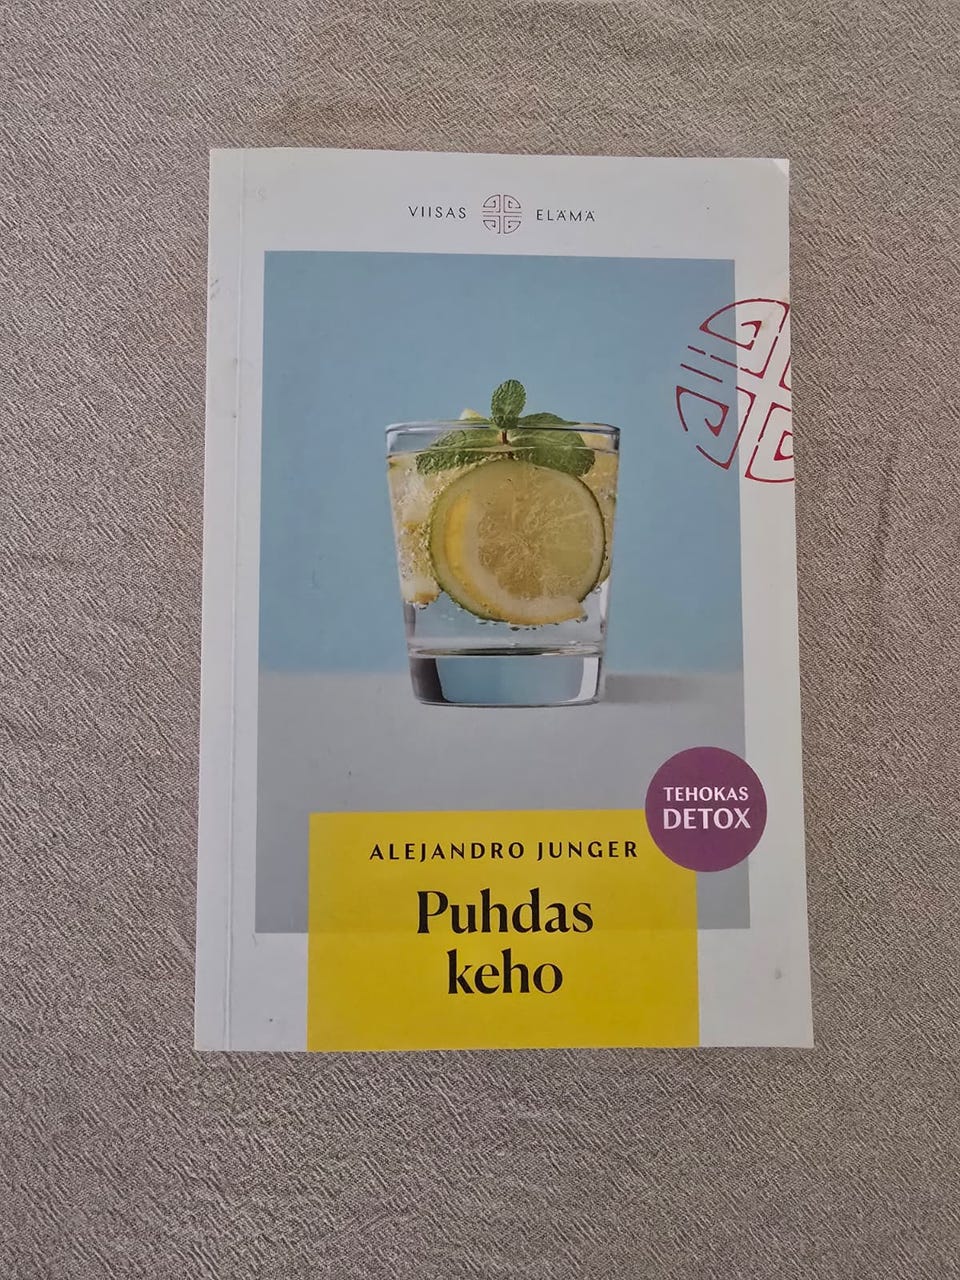 VIISAS ELÄMÄ
TEHOKAS
DETOX
ALEJANDRO JUNGER
Puhdas
keho